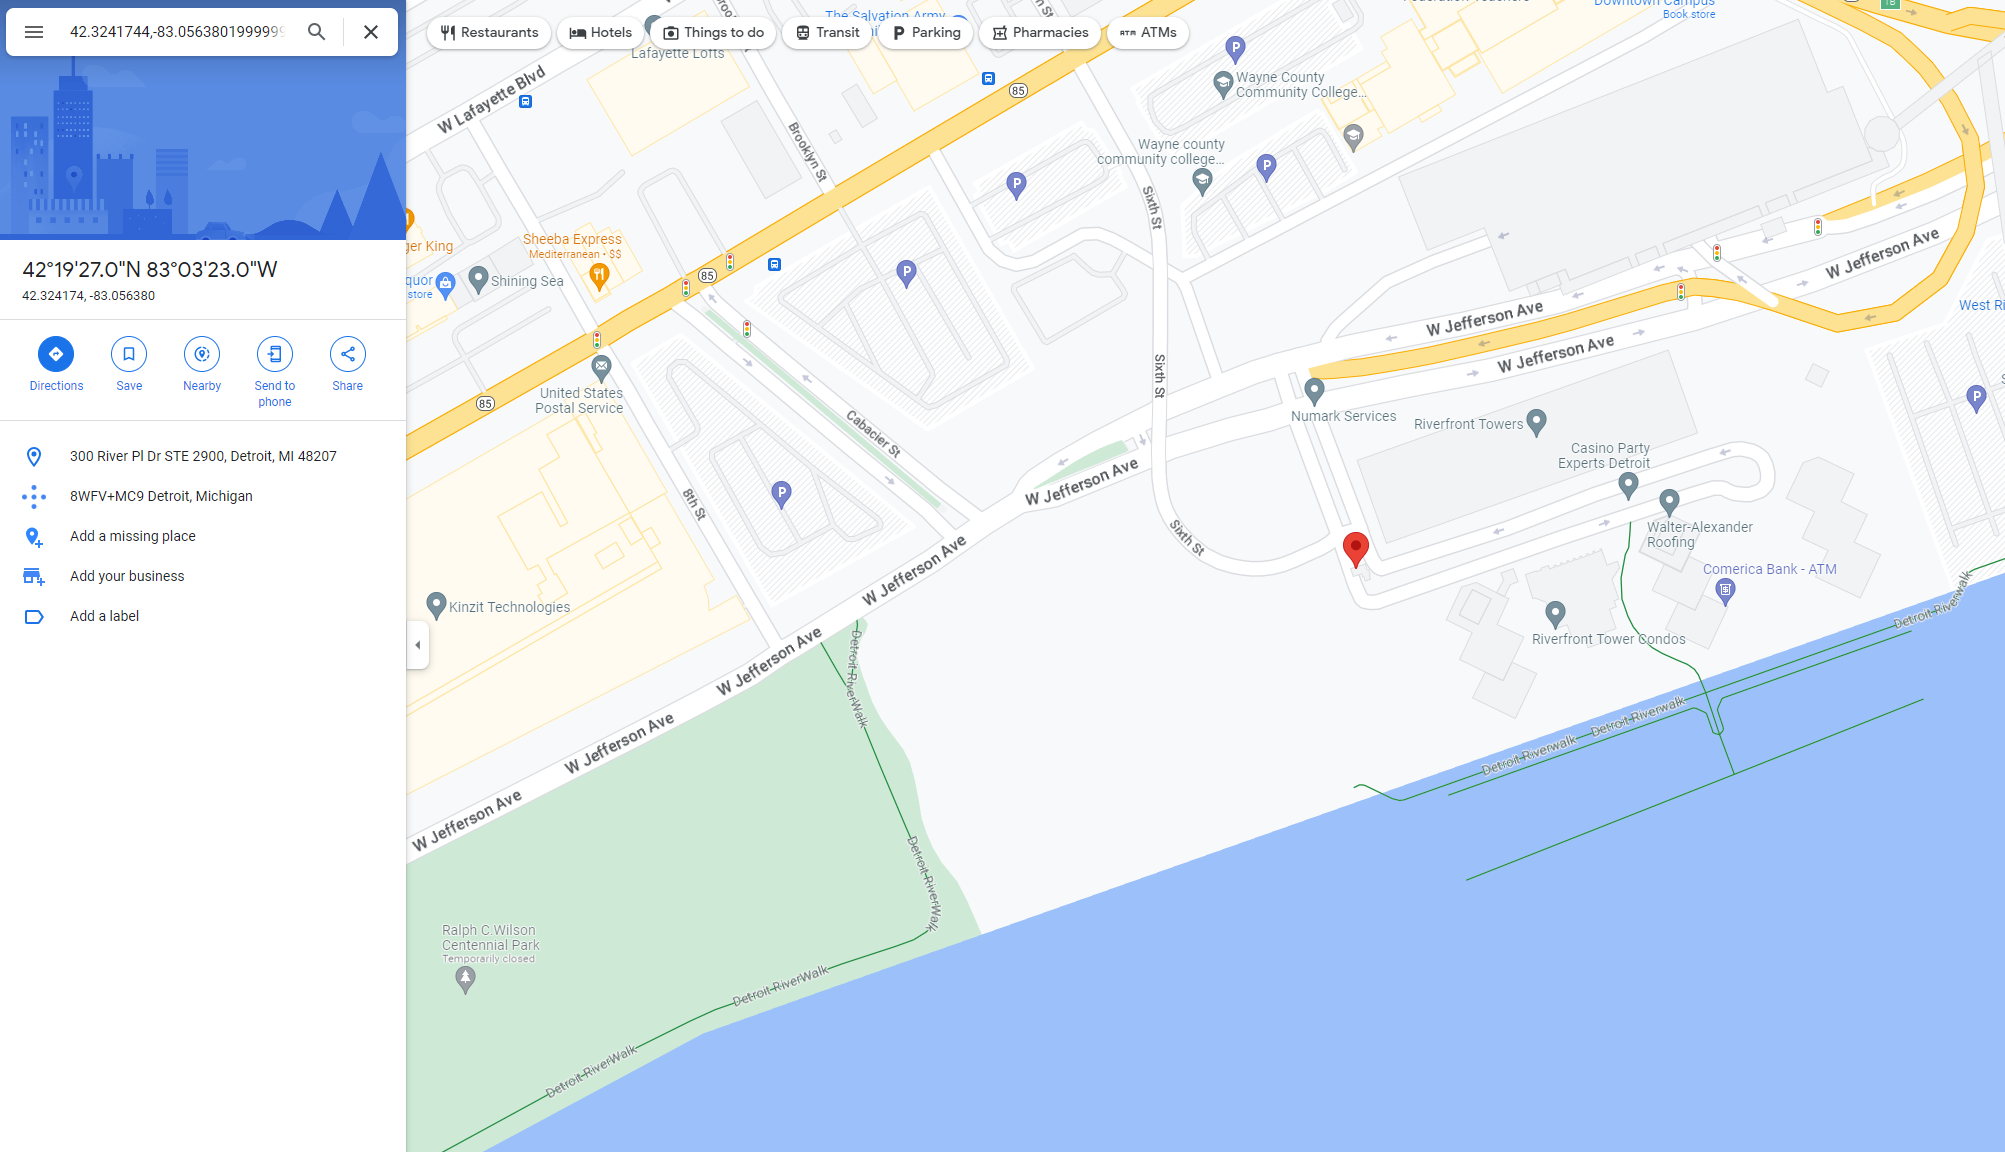 42.3241744,-83.0563801999999
Restaurants
Hotels
Things to do
Transit
Parking
Pharmacies
ATMs
42°19'27.0"N 83°03'23.0"W
42.324174, -83.056380
Directions
Save
Nearby
Send to
phone
Share
300 River Pl Dr STE 2900, Detroit, MI 48207
8WFV+MC9 Detroit, Michigan
Add a missing place
Add your business
Add a label
The Salvation Army
Downtown Campus
Book store
Lafayette Lofts
W Lafayette Blvd
Brooklyn St
85
Wayne County
Community College...
Wayne county
community college...
P
P
P
Sixth St
ger King
Sheeba Express
Mediterranean • $$
quor
store
Shining Sea
85
P
W Jefferson Ave
W Jefferson Ave
W Jefferson Ave
West Ri
United States
Postal Service
85
Sixth St
Numark Services
Riverfront Towers
P
Cabacier St
Casino Party
Experts Detroit
W Jefferson Ave
8th St
P
Sixth St
Walter-Alexander
Roofing
W Jefferson Ave
Comerica Bank - ATM
Kinzit Technologies
Riverfront Tower Condos
Detroit Riverwalk
W Jefferson Ave
Detroit RiverWalk
W Jefferson Ave
Detroit Riverwalk
Detroit Riverwalk
W Jefferson Ave
Detroit RiverWalk
Ralph C.Wilson
Centennial Park
Temporarily closed
Detroit RiverWalk
Detroit RiverWalk